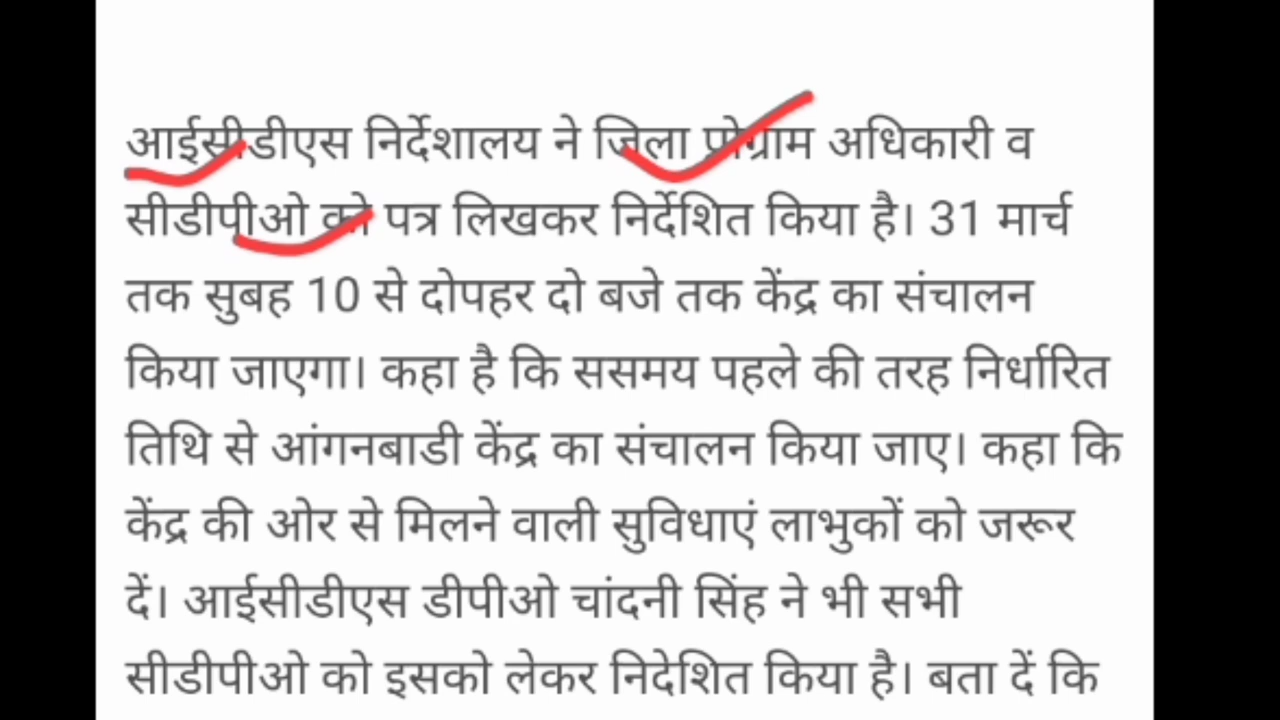 आईसीडीएस निर्देशालय ने जिला प्रोग्राम अधिकारी व
सीडीपीओ को पत्र लिखकर निर्देशित किया है। 31 मार्च
तक सुबह 10 से दोपहर दो बजे तक केंद्र का संचालन
किया जाएगा। कहा है कि ससमय पहले की तरह निर्धारित
तिथि से आंगनबाडी केंद्र का संचालन किया जाए। कहा कि
केंद्र की ओर से मिलने वाली सुविधाएं लाभुकों को जरूर
दें। आईसीडीएस डीपीओ चांदनी सिंह ने भी सभी
सीडीपीओ को इसको लेकर निदेशित किया है। बता दें कि